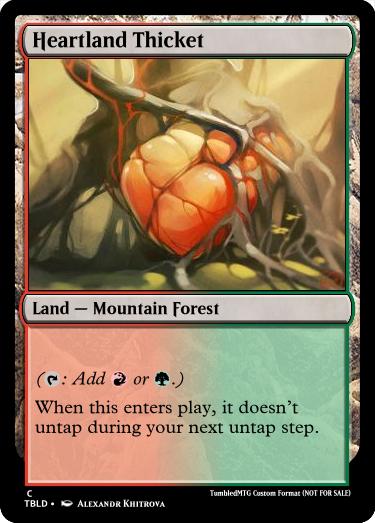 Heartland Thicket
Land — Mountain Forest
(: Add or .)
When this enters play, it doesn't
untap during your next untap step.
C
TBLD • Alexandr Khitrova
TumbledMTG Custom Format (NOT FOR SALE)